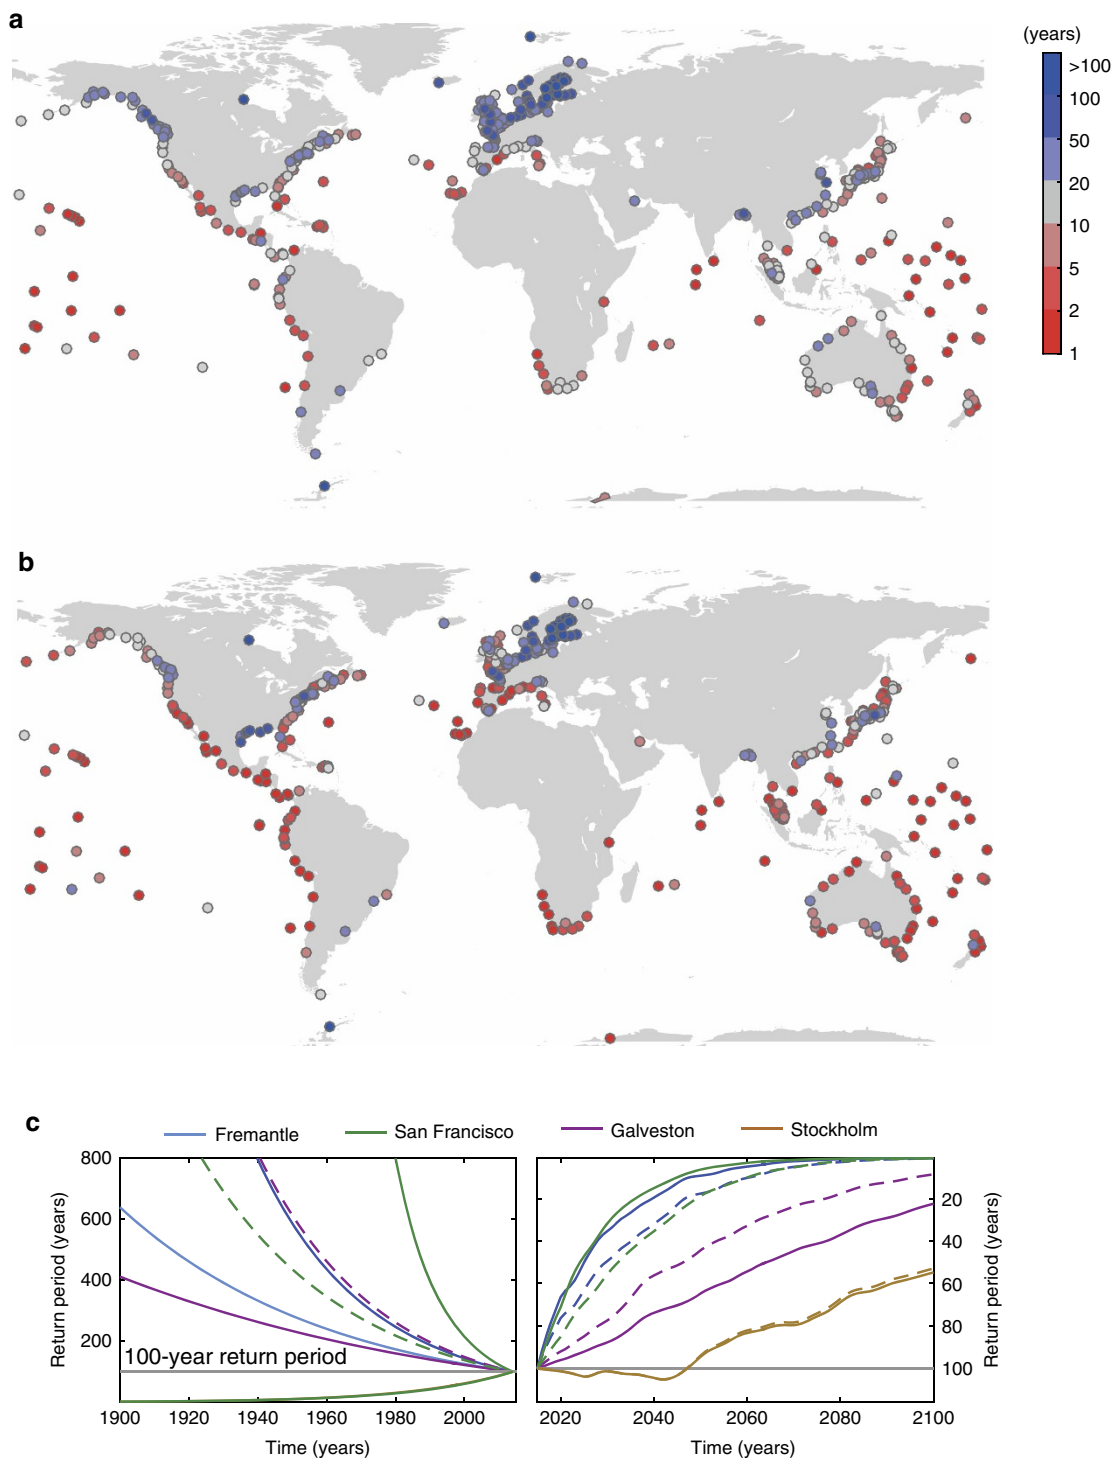 a
(years)
>100
100
50
20
10
5
2
1
b
c
Fremantle
San Francisco
Galveston
Stockholm
Return period (years)
800
600
400
200
100-year return period
1900
1920
1940
1960
1980
2000
Time (years)
20
40
60
80
100
Return period (years)
2020
2040
2060
2080
2100
Time (years)